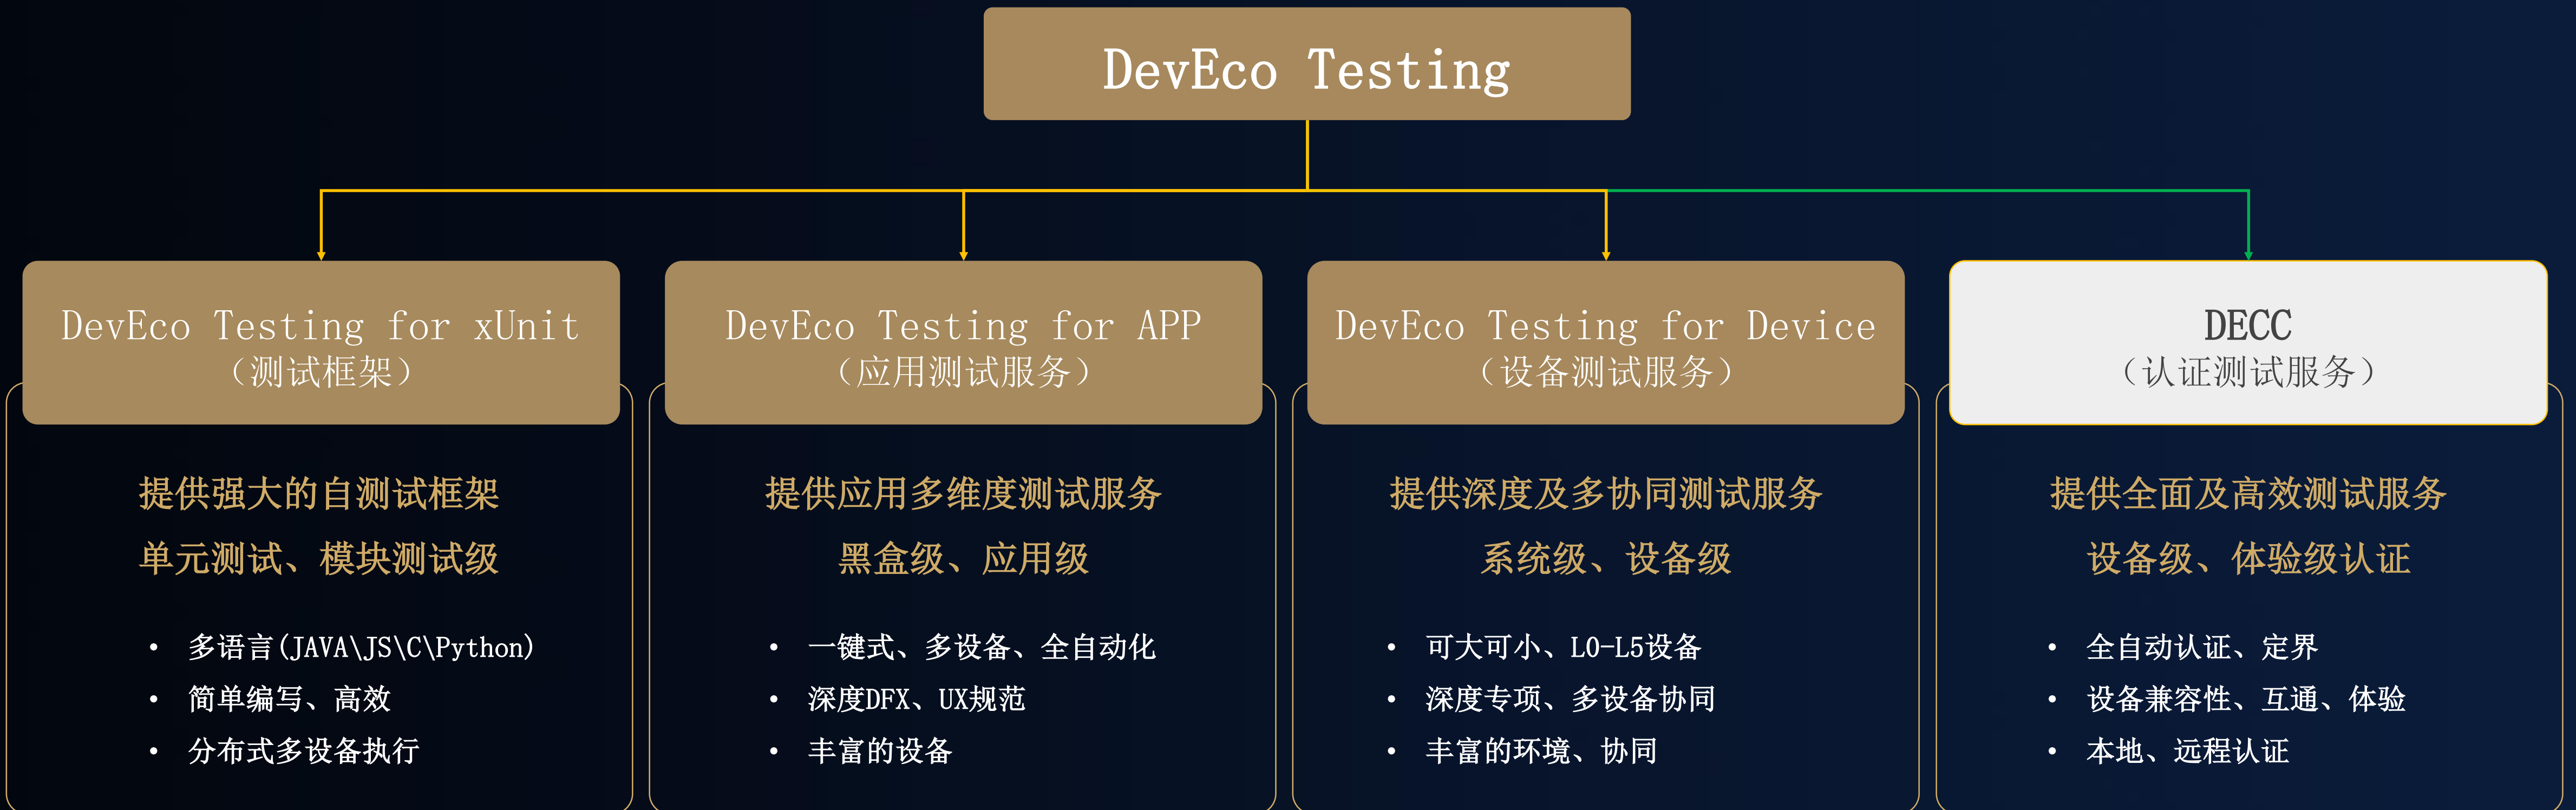 DevEco Testing
DevEco Testing for xUnit
（测试框架）
提供强大的自测试框架
单元测试、模块测试级
• 多语言(JAVA\JS\C\Python)
• 简单编写、高效
• 分布式多设备执行
DevEco Testing for APP
（应用测试服务）
提供应用多维度测试服务
黑盒级、应用级
• 一键式、多设备、全自动化
• 深度DFX、UX规范
• 丰富的设备
DevEco Testing for Device
（设备测试服务）
提供深度及多协同测试服务
系统级、设备级
• 可大可小、L0-L5设备
• 深度专项、多设备协同
• 丰富的环境、协同
DECC
（认证测试服务）
提供全面及高效测试服务
设备级、体验级认证
• 全自动认证、定界
• 设备兼容性、互通、体验
• 本地、远程认证